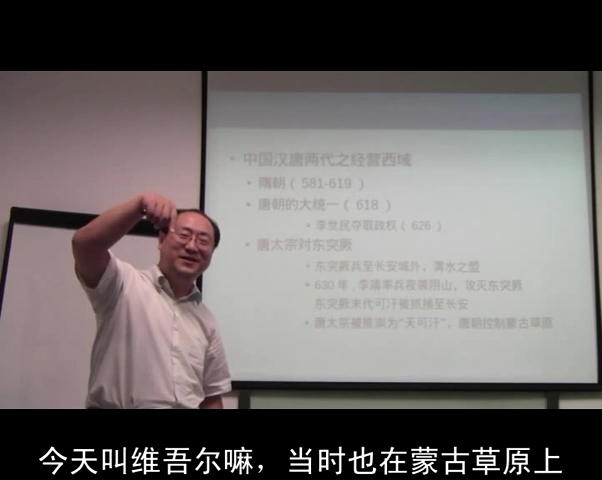 • 中国汉唐两代之经营西域
• 隋朝（581-619）
• 唐朝的大统一（618）
• 李世民夺取政权（626）
• 唐太宗对东突厥
• 东突厥兵至长安城外，渭水之盟
• 630年，李靖率兵夜袭阴山，攻灭东突厥
东突厥末代可汗被抓捕至长安
• 唐太宗被推崇为“天可汗”，唐朝控制蒙古草原
今天叫维吾尔嘛，当时也在蒙古草原上